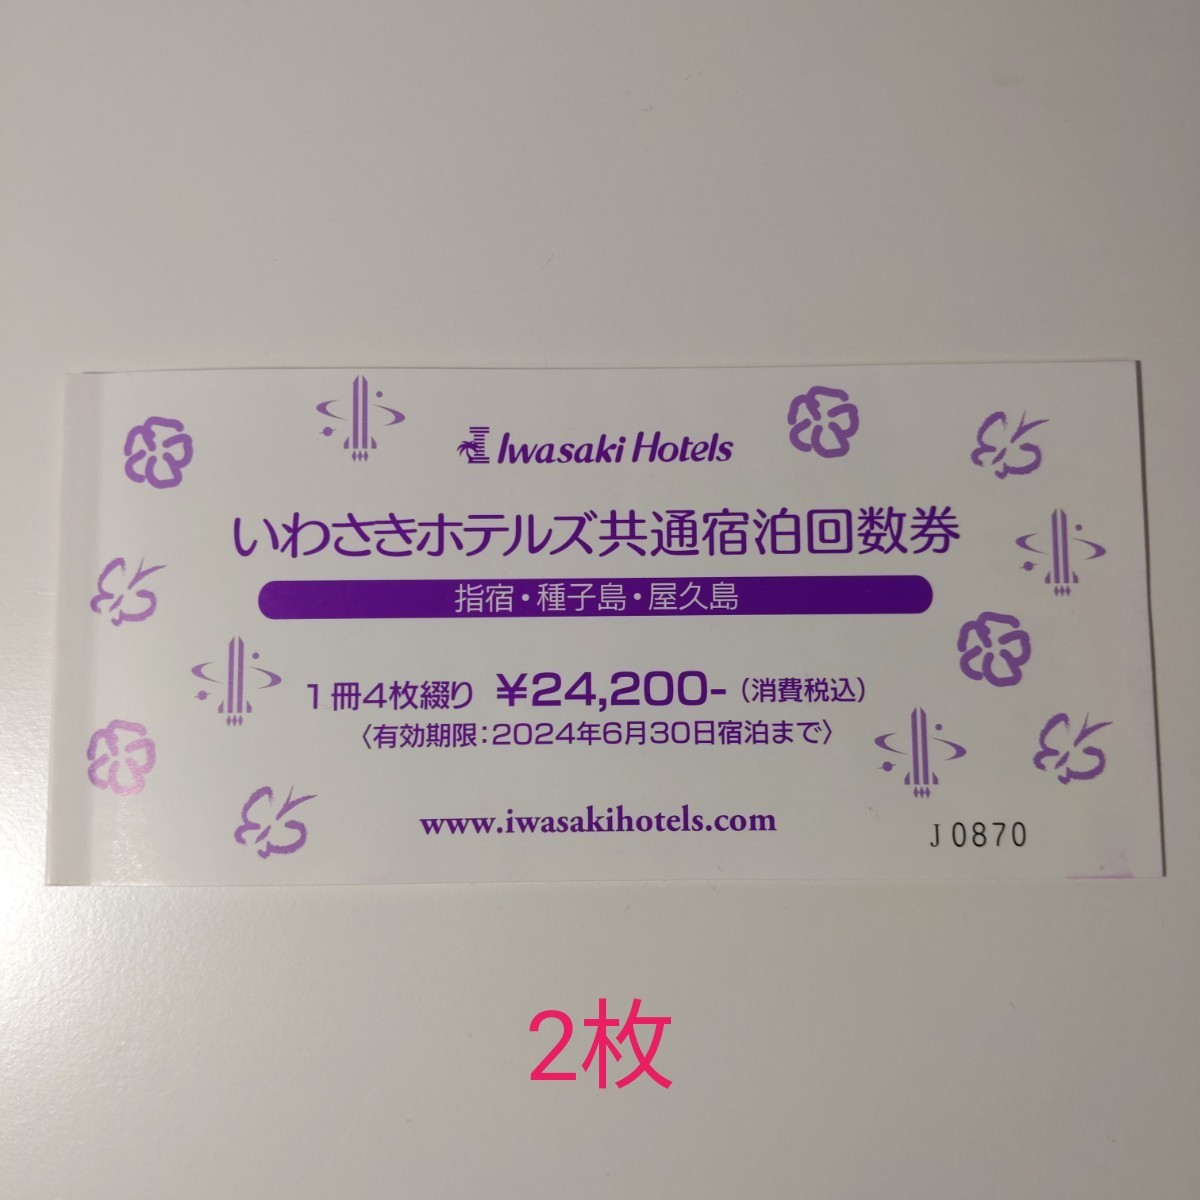 Iwasaki Hotels
いわさきホテルズ共通宿泊回数券
指宿・種子島・屋久島
1冊4枚綴り ¥24,200-（消費税込）
〈有効期限：2024年6月30日宿泊まで〉
www.iwasakihotels.com
J0870
2枚